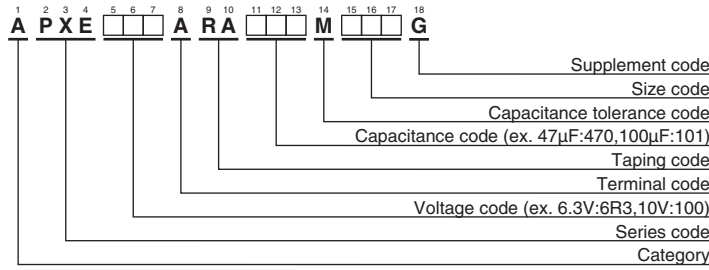 1 2 3 4 5 6 7 8 9 10 11 12 13 14 15 16 17 18
A PXE A RA M G
Supplement code
Size code
Capacitance tolerance code
Capacitance code (ex. 47μF:470,100μF:101)
Taping code
Terminal code
Voltage code (ex. 6.3V:6R3,10V:100)
Series code
Category